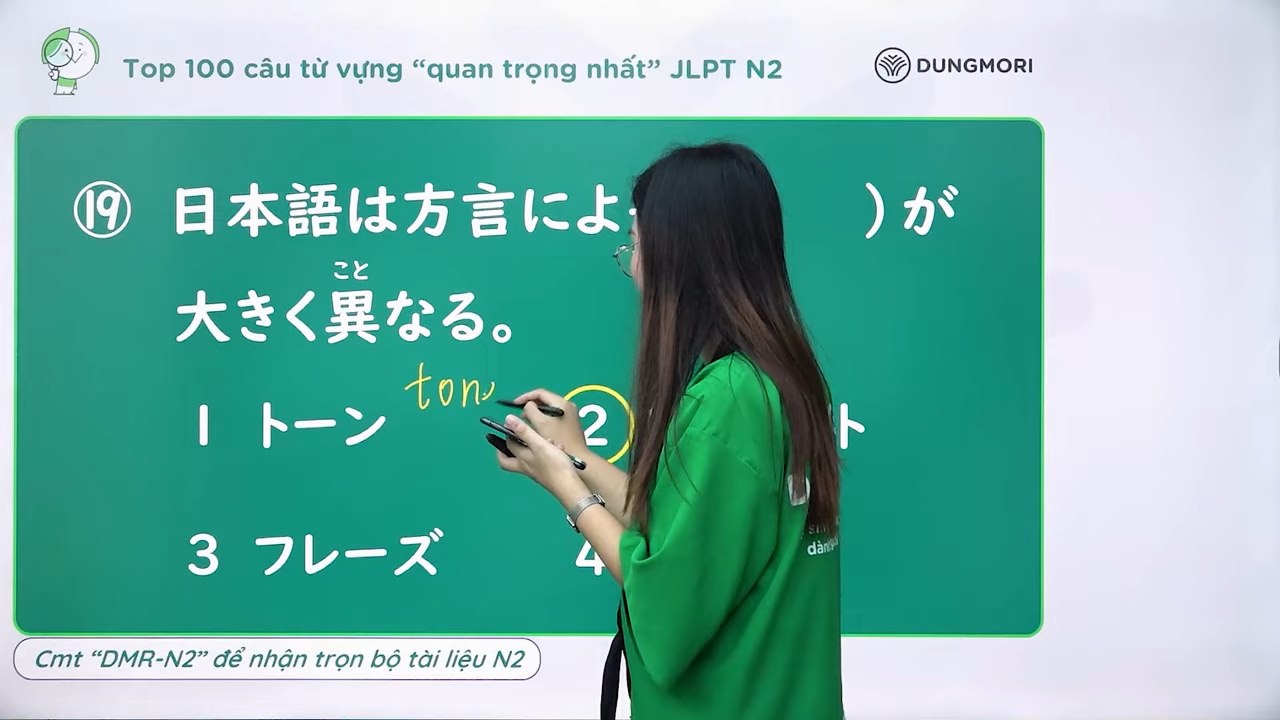 Top 100 câu từ vựng “quan trọng nhất” JLPT N2
DUNGMORI
⑲ 日本語は方言によ ）が
こと
大きく異なる。
ton
1 トーン 2 ト
3 フレーズ 4
Cmt “DMR-N2” để nhận trọn bộ tài liệu N2